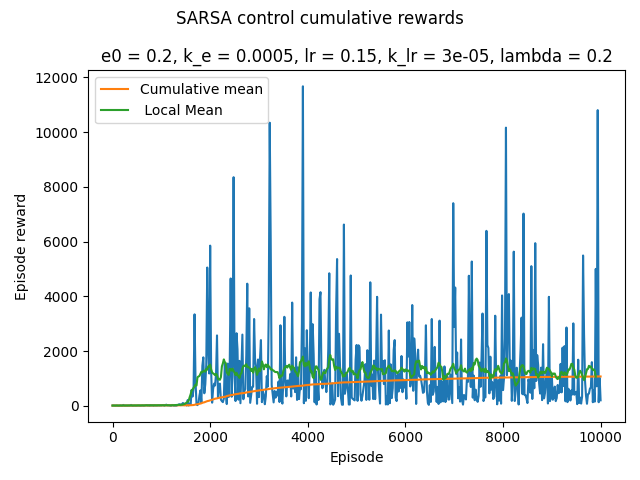 SARSA control cumulative rewards
e0 = 0.2, k_e = 0.0005, lr = 0.15, k_lr = 3e-05, lambda = 0.2
Cumulative mean
Local Mean
Episode reward
12000
10000
8000
6000
4000
2000
0
0 2000 4000 6000 8000 10000
Episode